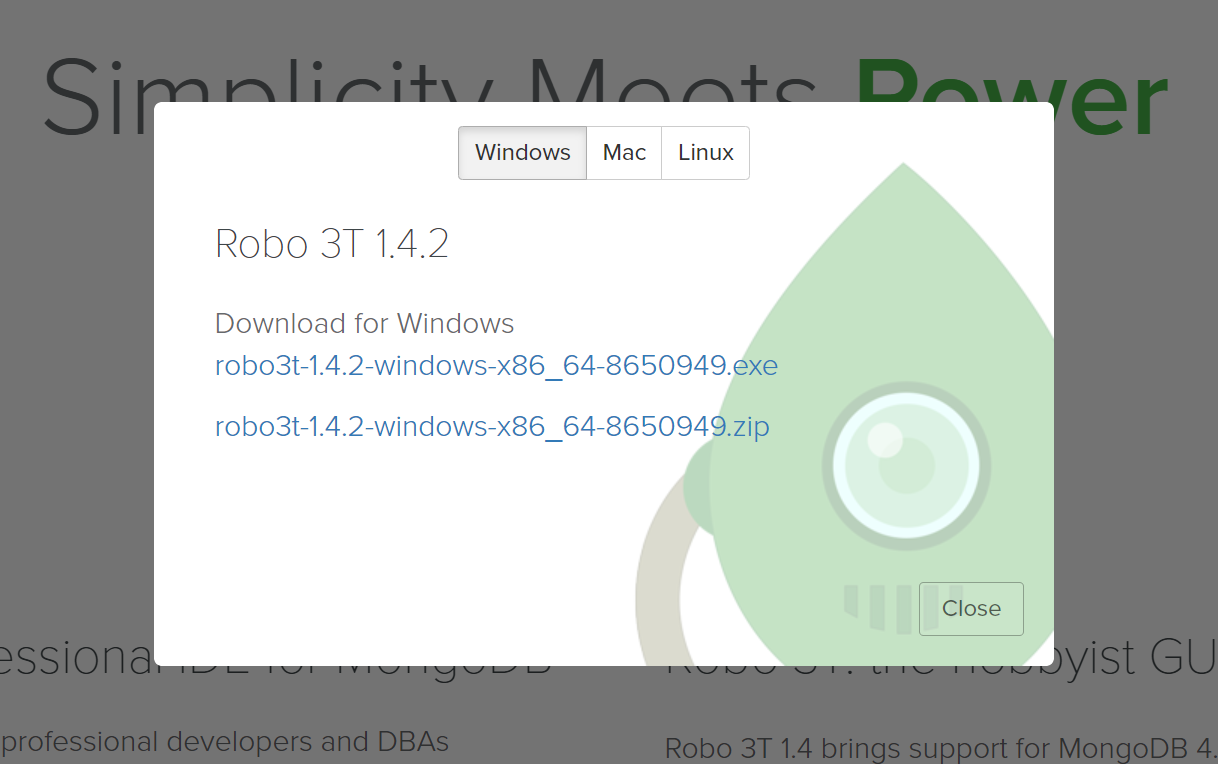 Simplicity Meets Power
Windows Mac Linux
Robo 3T 1.4.2
Download for Windows
robo3t-1.4.2-windows-x86_64-8650949.exe
robo3t-1.4.2-windows-x86_64-8650949.zip
Close
essional IDE for MongoDB
Robo 3T: the hobbyist GU
professional developers and DBAs
Robo 3T 1.4 brings support for MongoDB 4.